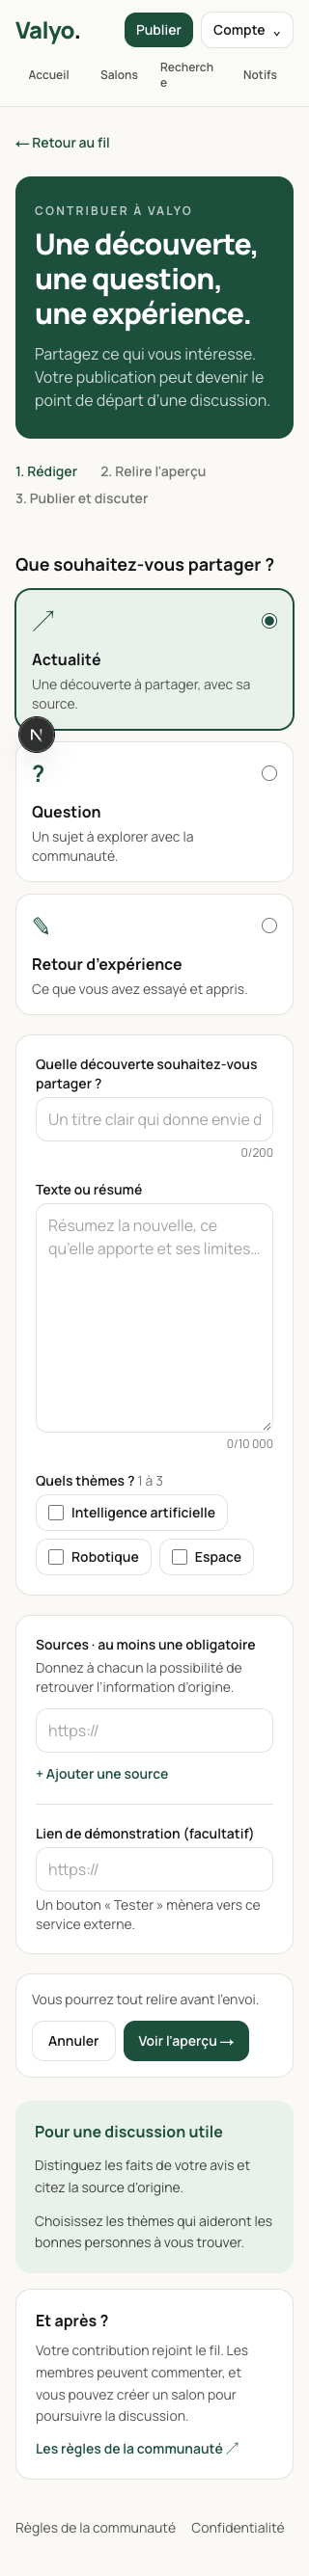 Valyo.
Publier
Compte
Accueil
Salons
Recherch
e
Notifs
← Retour au fil
CONTRIBUER À VALYO
Une découverte,
une question,
une expérience.
Partagez ce qui vous intéresse.
Votre publication peut devenir le
point de départ d’une discussion.
1. Rédiger
2. Relire l'aperçu
3. Publier et discuter
Que souhaitez-vous partager ?
Actualité
Une découverte à partager, avec sa
source.
N
?
Question
Un sujet à explorer avec la
communauté.
Retour d’expérience
Ce que vous avez essayé et appris.
Quelle découverte souhaitez-vous
partager ?
Un titre clair qui donne envie d
0/200
Texte ou résumé
Résumez la nouvelle, ce
qu’elle apporte et ses limites…
0/10 000
Quels thèmes ? 1 à 3
Intelligence artificielle
Robotique
Espace
Sources · au moins une obligatoire
Donnez à chacun la possibilité de
retrouver l’information d’origine.
https://
+ Ajouter une source
Lien de démonstration (facultatif)
https://
Un bouton « Tester » mènera vers ce
service externe.
Vous pourrez tout relire avant l’envoi.
Annuler
Voir l’aperçu →
Pour une discussion utile
Distinguez les faits de votre avis et
citez la source d’origine.
Choisissez les thèmes qui aideront les
bonnes personnes à vous trouver.
Et après ?
Votre contribution rejoint le fil. Les
membres peuvent commenter, et
vous pouvez créer un salon pour
poursuivre la discussion.
Les règles de la communauté ↗
Règles de la communauté
Confidentialité